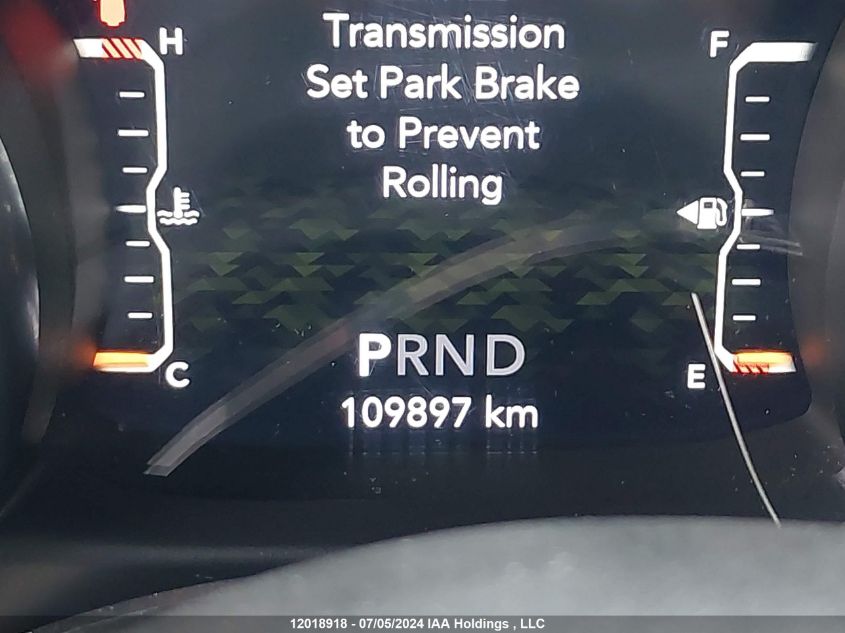 Transmission
Set Park Brake
to Prevent
Rolling
H
F
C
E
PRND
109897 km
12018918 - 07/05/2024 IAA Holdings , LLC